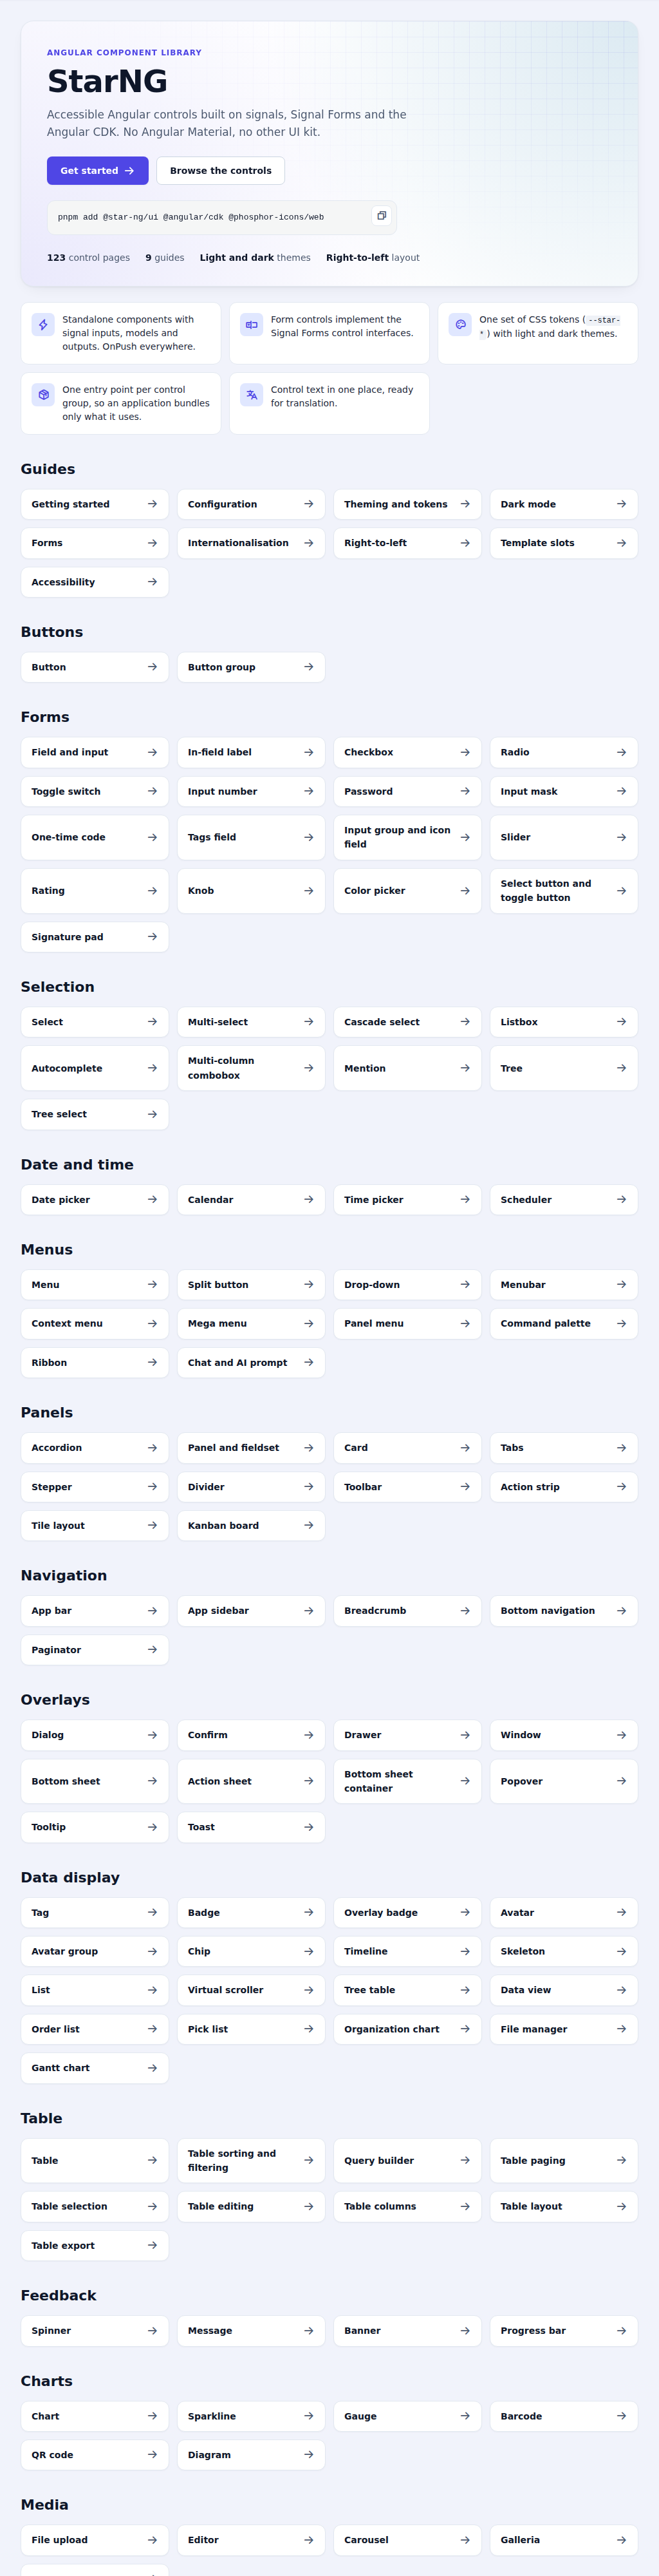 ANGULAR COMPONENT LIBRARY
StarNG
Accessible Angular controls built on signals, Signal Forms and the
Angular CDK. No Angular Material, no other UI kit.
Get started
Browse the controls
pnpm add @star-ng/ui @angular/cdk @phosphor-icons/web
123 control pages 9 guides Light and dark themes Right-to-left layout
Standalone components with
signal inputs, models and
outputs. OnPush everywhere.
Form controls implement the
Signal Forms control interfaces.
One set of CSS tokens (--star-
*) with light and dark themes.
One entry point per control
group, so an application bundles
only what it uses.
Control text in one place, ready
for translation.
Guides
Getting started
Configuration
Theming and tokens
Dark mode
Forms
Internationalisation
Right-to-left
Template slots
Accessibility
Buttons
Button
Button group
Forms
Field and input
In-field label
Checkbox
Radio
Toggle switch
Input number
Password
Input mask
One-time code
Tags field
Input group and icon
field
Slider
Rating
Knob
Color picker
Select button and
toggle button
Signature pad
Selection
Select
Multi-select
Cascade select
Listbox
Autocomplete
Multi-column
combobox
Mention
Tree
Tree select
Date and time
Date picker
Calendar
Time picker
Scheduler
Menus
Menu
Split button
Drop-down
Menubar
Context menu
Mega menu
Panel menu
Command palette
Ribbon
Chat and AI prompt
Panels
Accordion
Panel and fieldset
Card
Tabs
Stepper
Divider
Toolbar
Action strip
Tile layout
Kanban board
Navigation
App bar
App sidebar
Breadcrumb
Bottom navigation
Paginator
Overlays
Dialog
Confirm
Drawer
Window
Bottom sheet
Action sheet
Bottom sheet
container
Popover
Tooltip
Toast
Data display
Tag
Badge
Overlay badge
Avatar
Avatar group
Chip
Timeline
Skeleton
List
Virtual scroller
Tree table
Data view
Order list
Pick list
Organization chart
File manager
Gantt chart
Table
Table
Table sorting and
filtering
Query builder
Table paging
Table selection
Table editing
Table columns
Table layout
Table export
Feedback
Spinner
Message
Banner
Progress bar
Charts
Chart
Sparkline
Gauge
Barcode
QR code
Diagram
Media
File upload
Editor
Carousel
Galleria